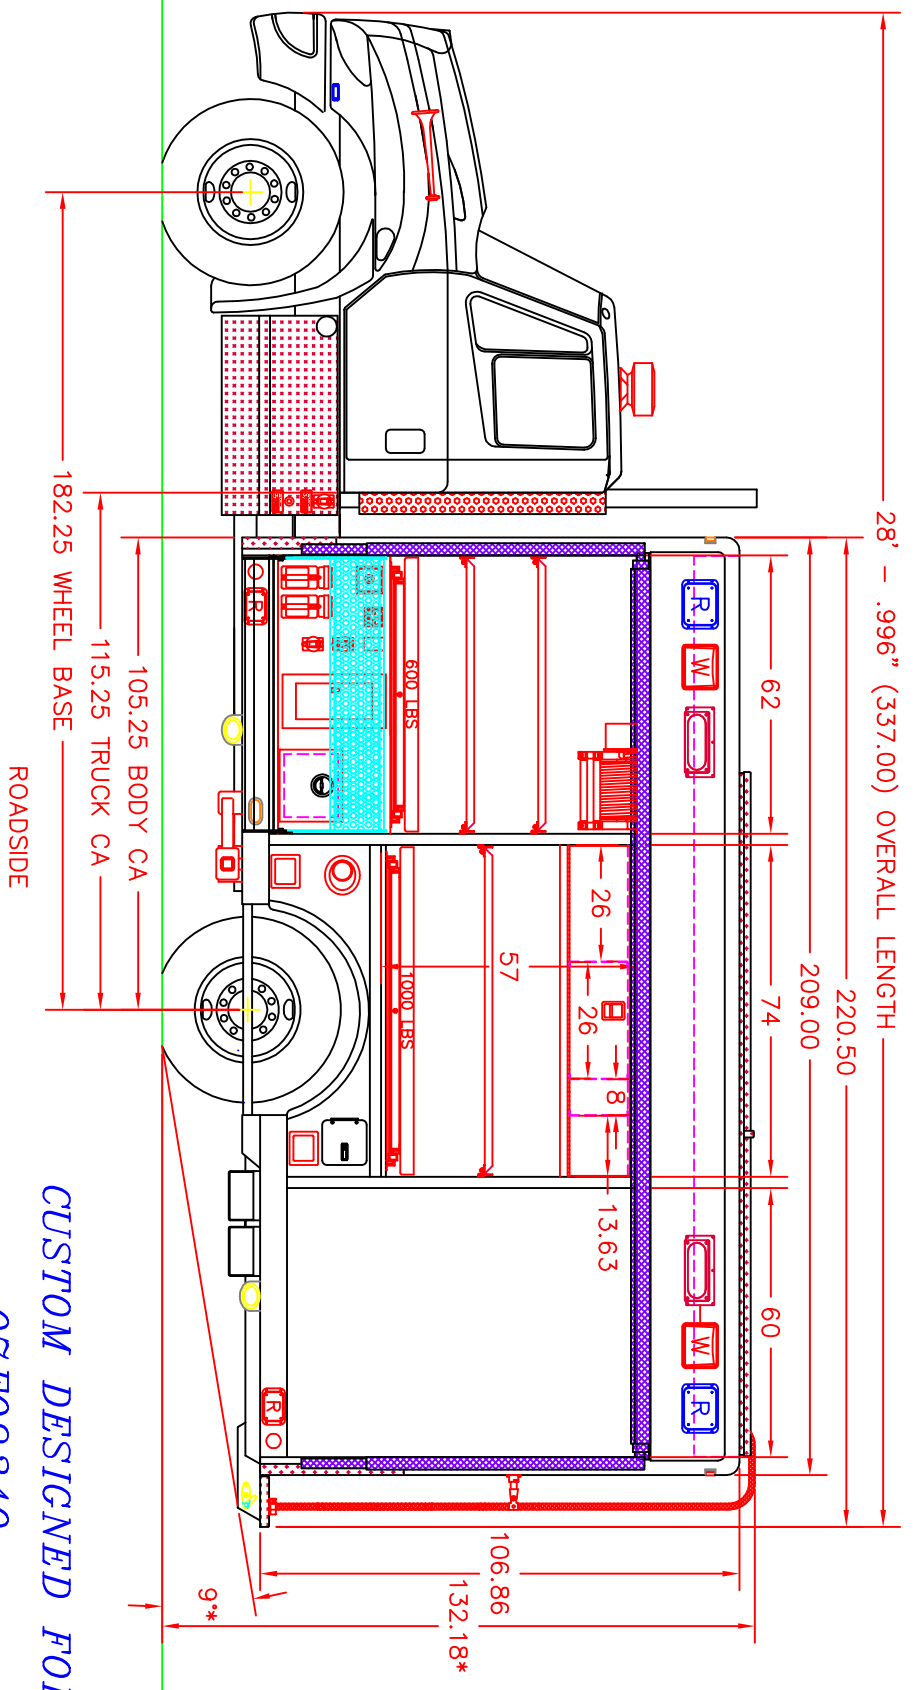 28' - .996" (337.00) OVERALL LENGTH
220.50
209.00
62
74
60
R
W
W
R
26
26
8
13.63
57
600 LBS
1000 LBS
R
R
106.86
132.18*
9°*
105.25 BODY CA
115.25 TRUCK CA
182.25 WHEEL BASE
ROADSIDE
CUSTOM DESIGNED FO